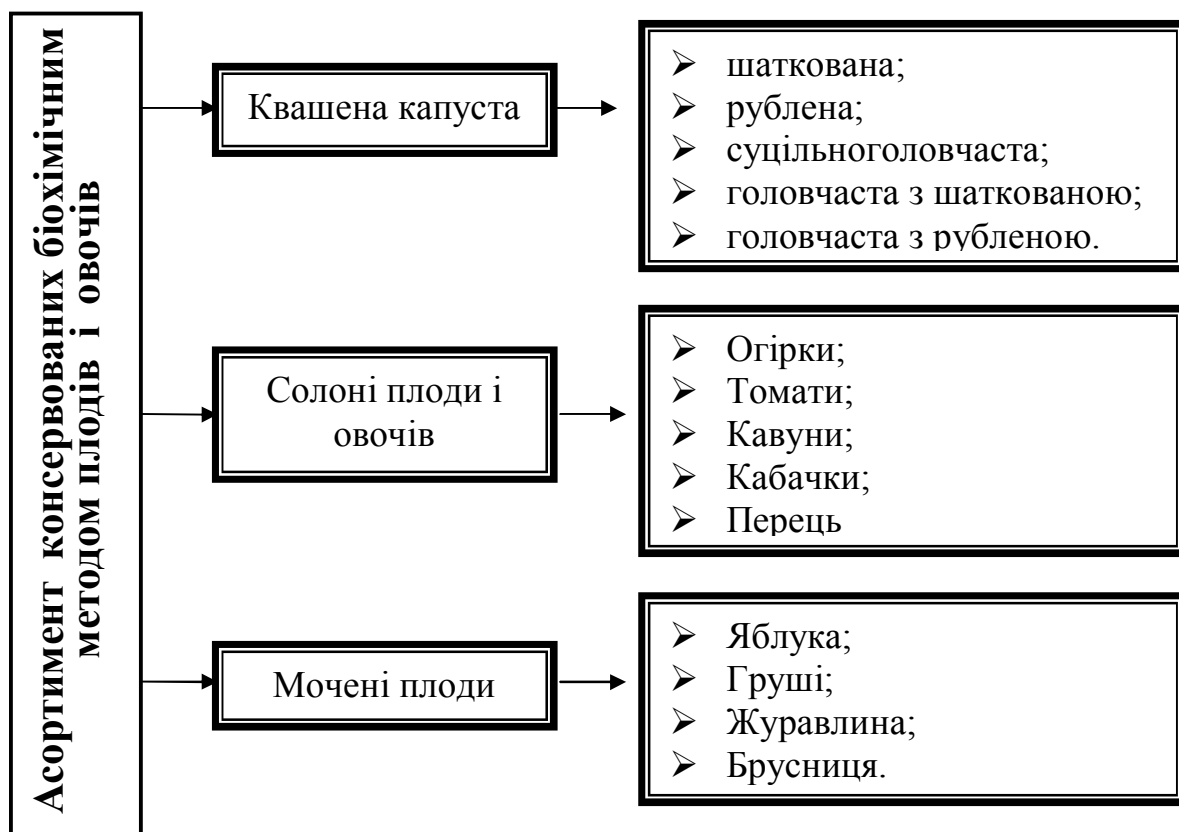 Асортимент консервованих біохімічним
методом плодів і овочів
Квашена капуста
➢ шаткована;
➢ рублена;
➢ суцільноголовчаста;
➢ головчаста з шаткованою;
➢ головчаста з рубленою.
Солоні плоди і
овочів
➢ Огірки;
➢ Томати;
➢ Кавуни;
➢ Кабачки;
➢ Перець
Мочені плоди
➢ Яблука;
➢ Груші;
➢ Журавлина;
➢ Брусниця.